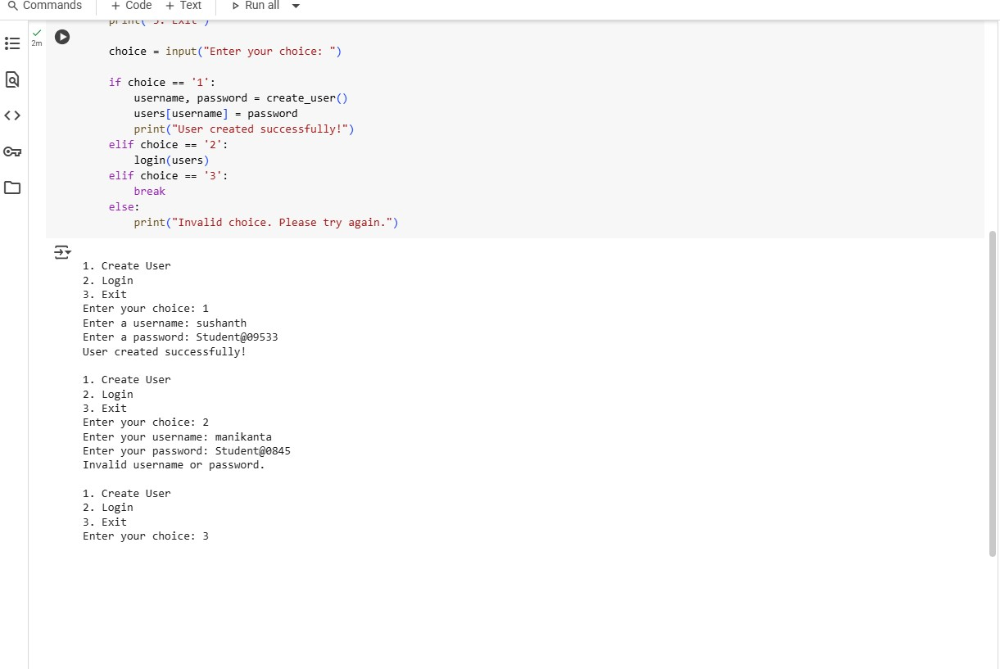 Commands + Code + Text Run all
print("3. Exit")
2m
choice = input("Enter your choice: ")
if choice == '1':
username, password = create_user()
users[username] = password
print("User created successfully!")
elif choice == '2':
login(users)
elif choice == '3':
break
else:
print("Invalid choice. Please try again.")
1. Create User
2. Login
3. Exit
Enter your choice: 1
Enter a username: sushanth
Enter a password: Student@09533
User created successfully!
1. Create User
2. Login
3. Exit
Enter your choice: 2
Enter your username: manikanta
Enter your password: Student@0845
Invalid username or password.
1. Create User
2. Login
3. Exit
Enter your choice: 3